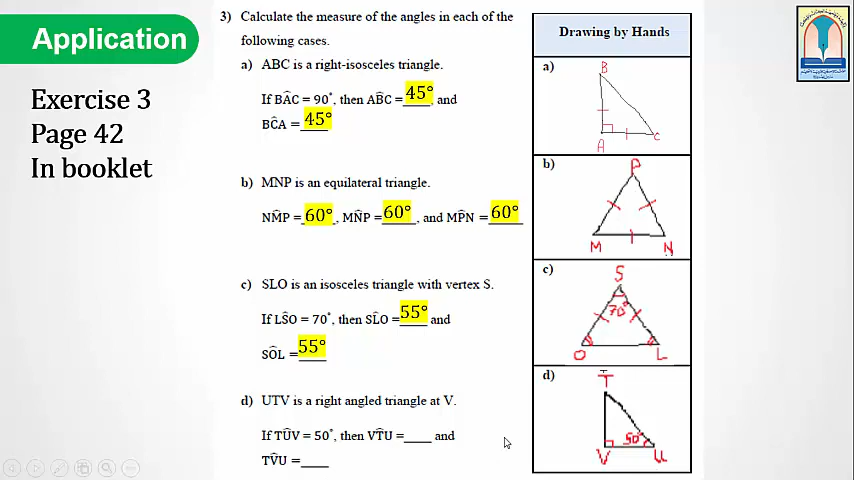 Application
Exercise 3
Page 42
In booklet
3) Calculate the measure of the angles in each of the
following cases.
a) ABC is a right-isosceles triangle.
If BÂC = 90°, then AB̂C = 45°, and
BĈA = 45°
b) MNP is an equilateral triangle.
NM̂P = 60°, MN̂P = 60°, and MP̂N = 60°
c) SLO is an isosceles triangle with vertex S.
If LŜO = 70°, then SL̂O = 55° and
SÔL = 55°
d) UTV is a right angled triangle at V.
If TÛV = 50°, then VT̂U = ____ and
TV̂U = ____
Drawing by Hands
a)
B
A C
b)
P
M N
c)
S
70°
O L
d)
T
50°
V U